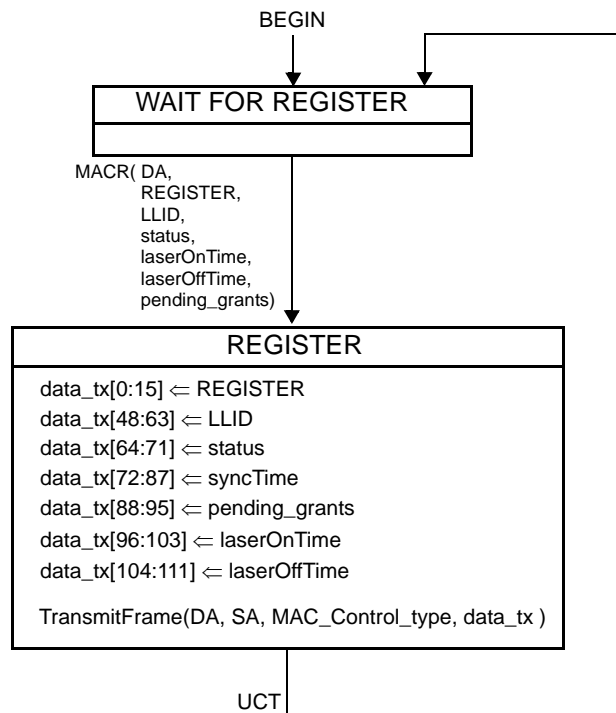 BEGIN
WAIT FOR REGISTER
MACR( DA,
REGISTER,
LLID,
status,
laserOnTime,
laserOffTime,
pending_grants)
REGISTER
data_tx[0:15] ⇐ REGISTER
data_tx[48:63] ⇐ LLID
data_tx[64:71] ⇐ status
data_tx[72:87] ⇐ syncTime
data_tx[88:95] ⇐ pending_grants
data_tx[96:103] ⇐ laserOnTime
data_tx[104:111] ⇐ laserOffTime
TransmitFrame(DA, SA, MAC_Control_type, data_tx )
UCT